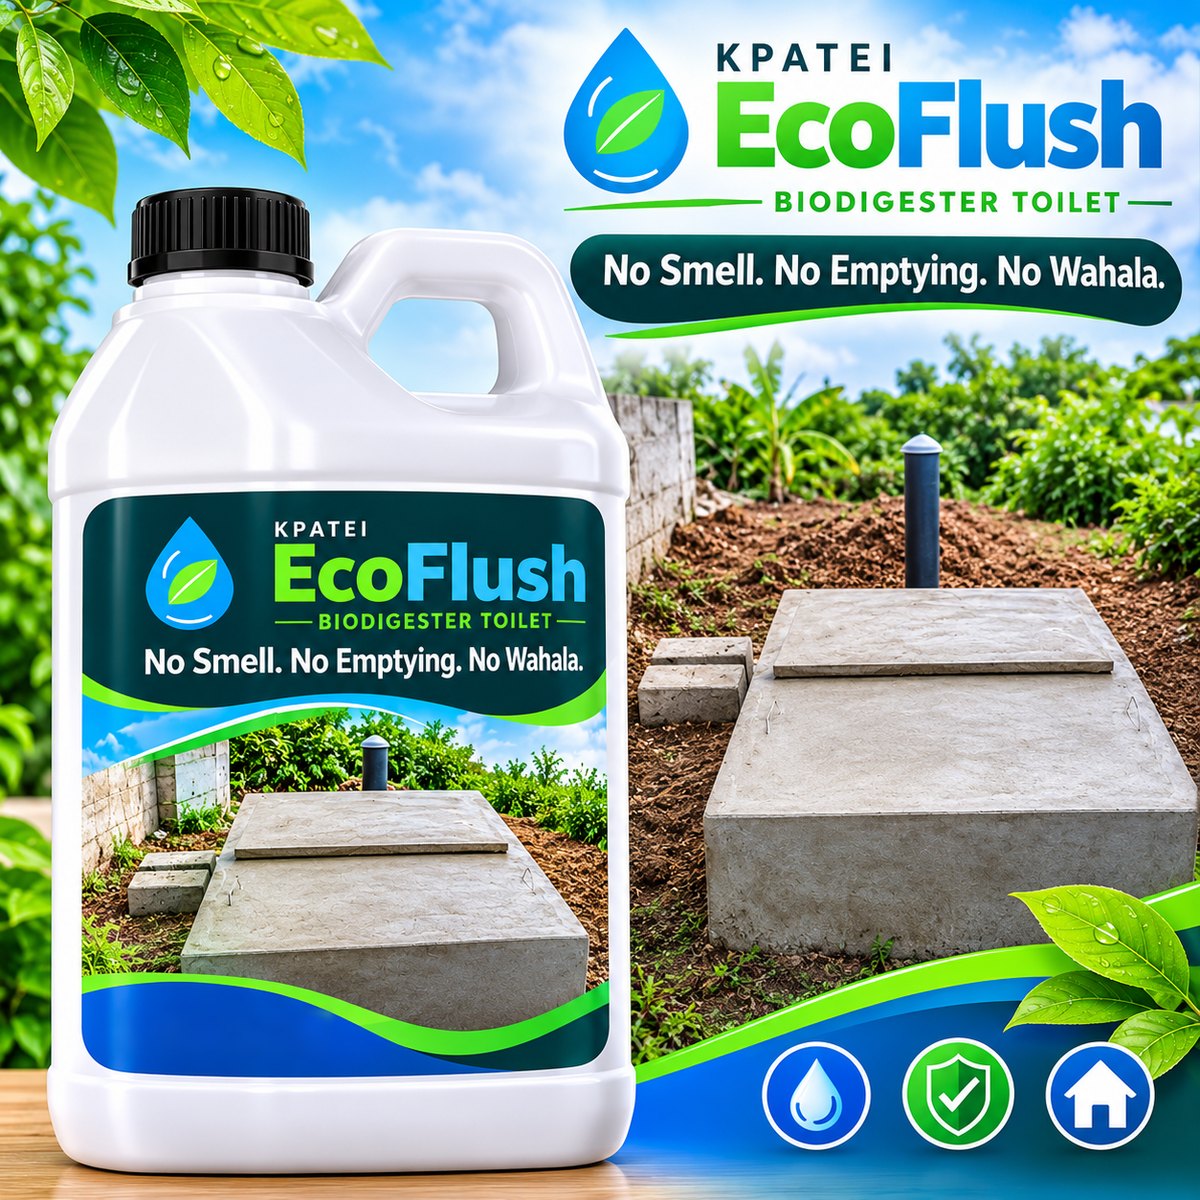 KPATEI
EcoFlush
BIODIGESTER TOILET
No Smell. No Emptying. No Wahala.
KPATEI
EcoFlush
BIODIGESTER TOILET
No Smell. No Emptying. No Wahala.